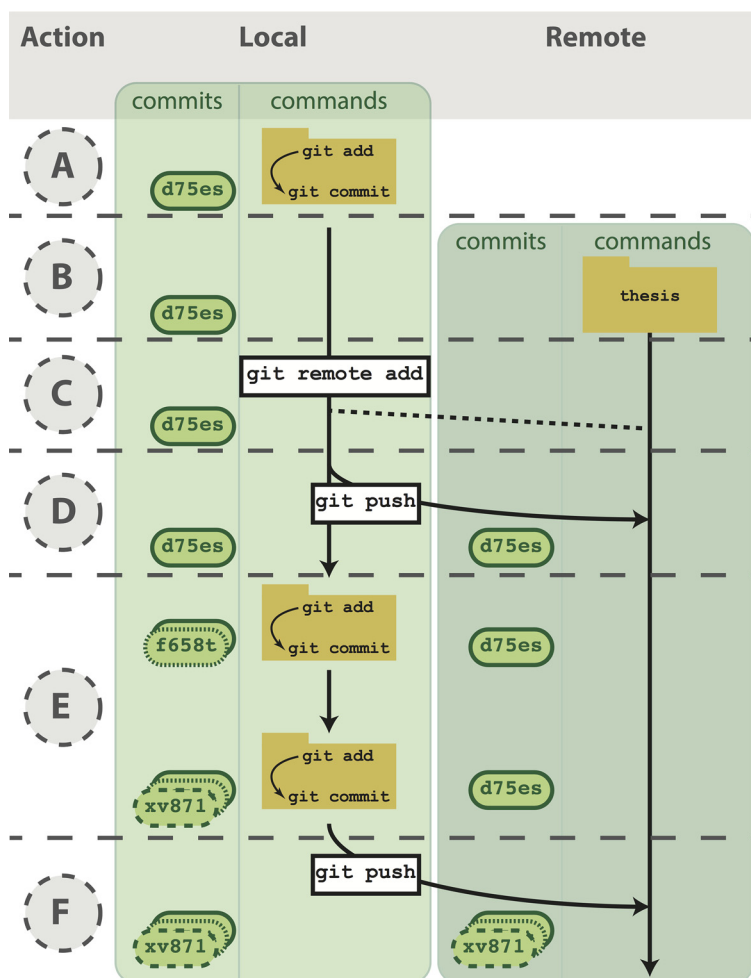 Action Local Remote
commits commands
A
git add
d75es git commit
commits commands
B
thesis
d75es
git remote add
C
d75es
D
git push
d75es d75es
git add
f658t git commit d75es
E
git add
xv871 git commit d75es
git push
F
xv871 xv871